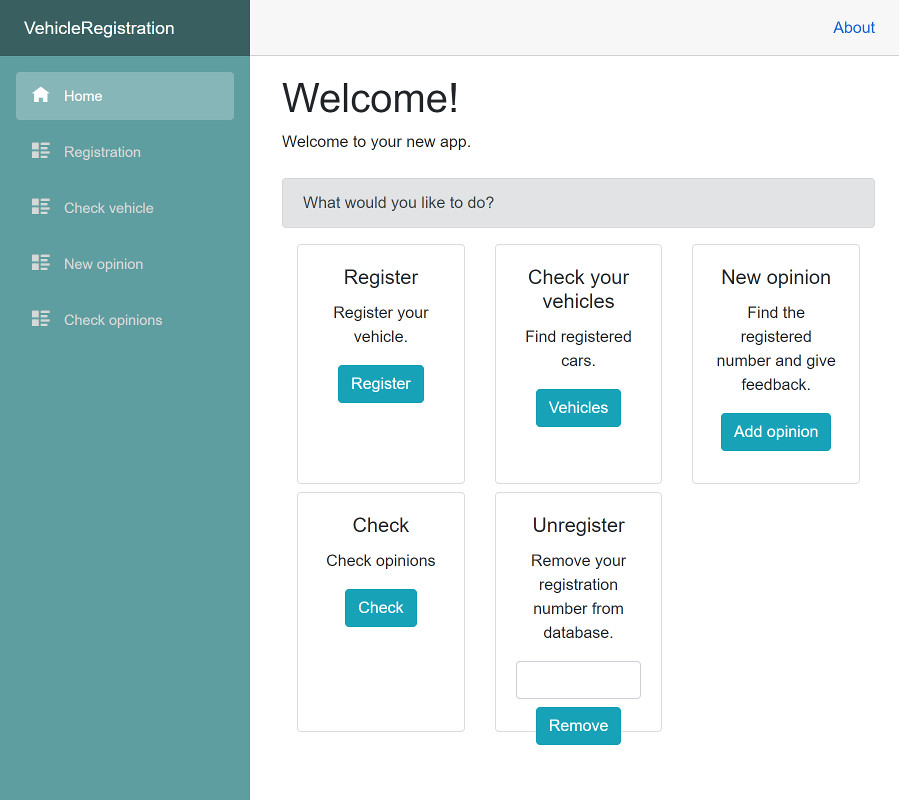 VehicleRegistration
About
Home
Registration
Check vehicle
New opinion
Check opinions
Welcome!
Welcome to your new app.
What would you like to do?
Register
Register your
vehicle.
Register
Check your
vehicles
Find registered
cars.
Vehicles
New opinion
Find the
registered
number and give
feedback.
Add opinion
Check
Check opinions
Check
Unregister
Remove your
registration
number from
database.
Remove